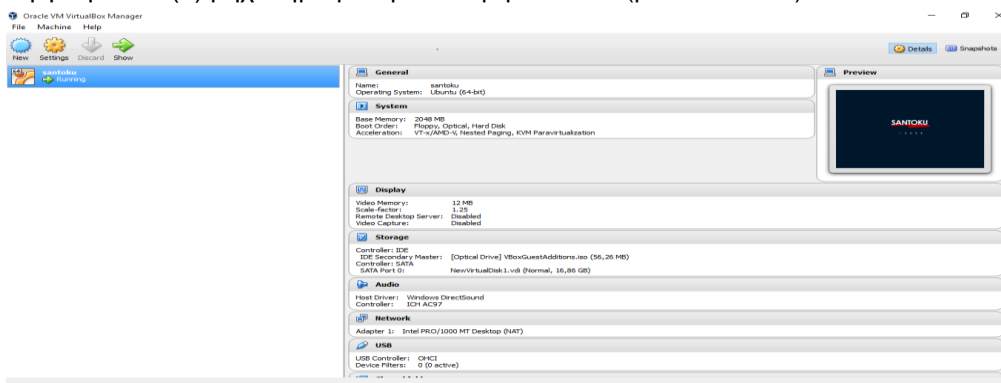 Oracle VM VirtualBox Manager
File Machine Help
New Settings Discard Show
Details Snapshots
santoku
Running
General
Name: santoku
Operating System: Ubuntu (64-bit)
System
Base Memory: 2048 MB
Boot Order: Floppy, Optical, Hard Disk
Acceleration: VT-x/AMD-V, Nested Paging, KVM Paravirtualization
Preview
SANTOKU
Display
Video Memory: 12 MB
Scale-factor: 1.25
Remote Desktop Server: Disabled
Video Capture: Disabled
Storage
Controller: IDE
IDE Secondary Master: [Optical Drive] VBoxGuestAdditions.iso (56,26 MB)
Controller: SATA
SATA Port 0: NewVirtualDisk1.vdi (Normal, 16,86 GB)
Audio
Host Driver: Windows DirectSound
Controller: ICH AC97
Network
Adapter 1: Intel PRO/1000 MT Desktop (NAT)
USB
USB Controller: OHCI
Device Filters: 0 (0 active)